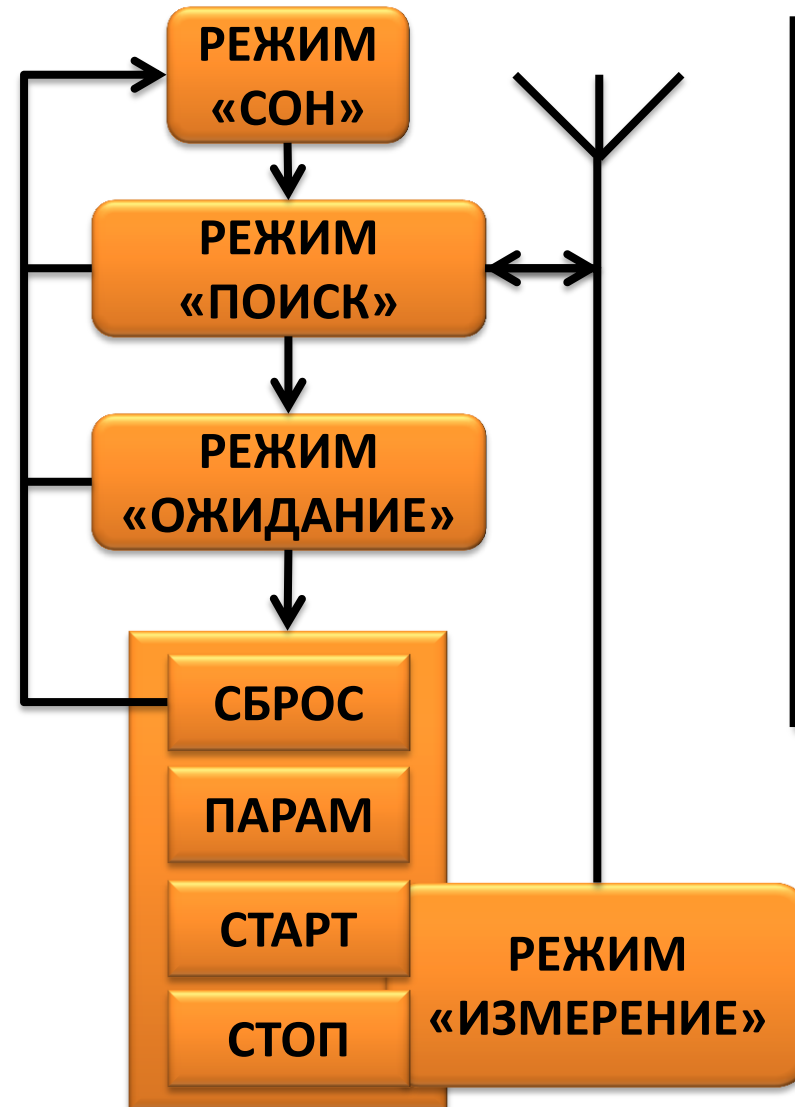 РЕЖИМ
«СОН»
РЕЖИМ
«ПОИСК»
РЕЖИМ
«ОЖИДАНИЕ»
СБРОС
ПАРАМ
СТАРТ
СТОП
РЕЖИМ
«ИЗМЕРЕНИЕ»